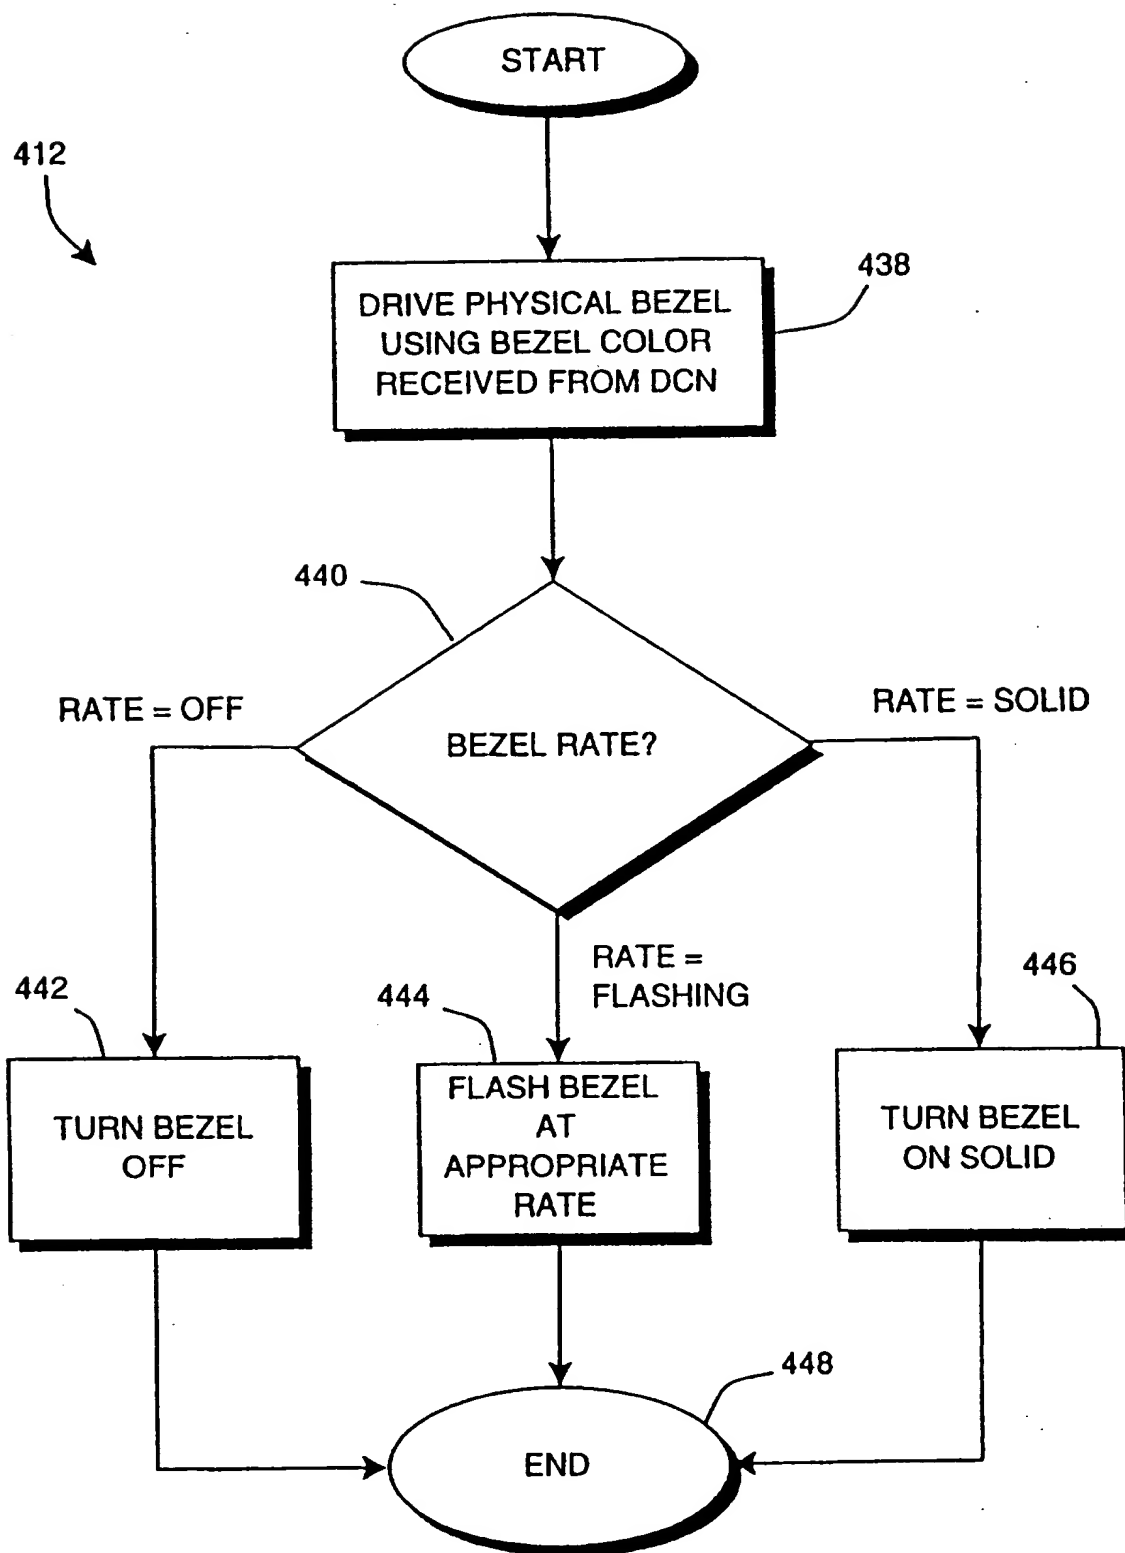 START
412
438
DRIVE PHYSICAL BEZEL
USING BEZEL COLOR
RECEIVED FROM DCN
440
RATE = OFF
BEZEL RATE?
RATE = SOLID
RATE =
FLASHING
442
444
446
TURN BEZEL
OFF
FLASH BEZEL
AT
APPROPRIATE
RATE
TURN BEZEL
ON SOLID
448
END